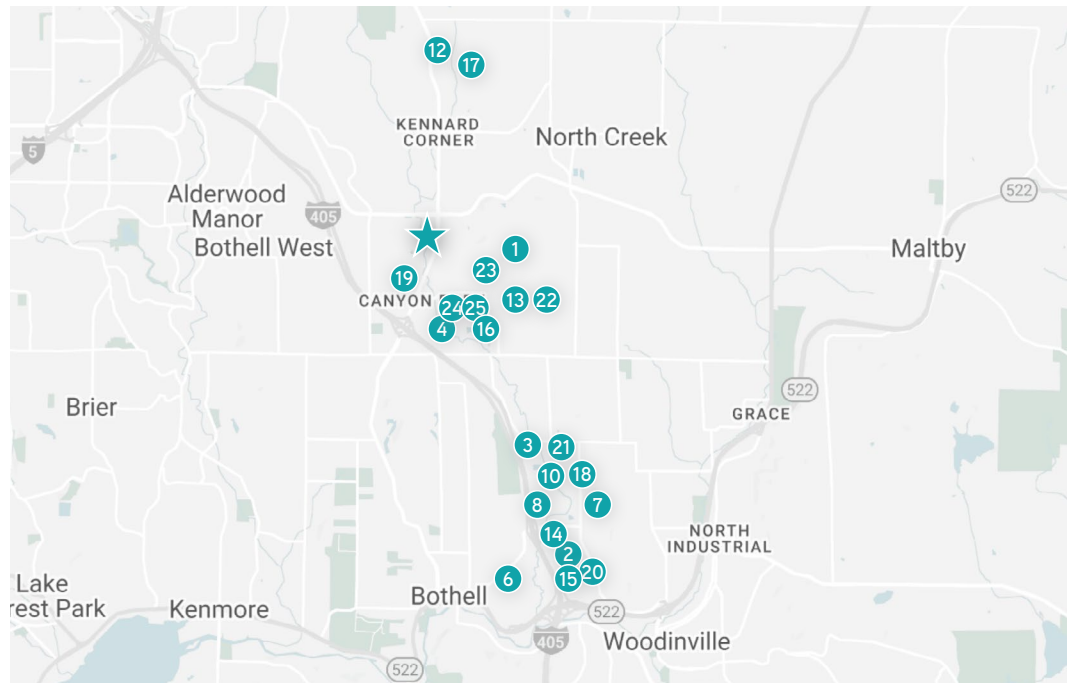 12
17
KENNARD
CORNER
North Creek
5
Alderwood
Manor
405
522
Bothell West
1
Maltby
23
19
CANYON
13
22
24
25
4
16
522
Brier
GRACE
3
21
10
18
8
7
14
NORTH
INDUSTRIAL
2
20
15
6
Lake
rest Park
Kenmore
Bothell
522
405
Woodinville
522